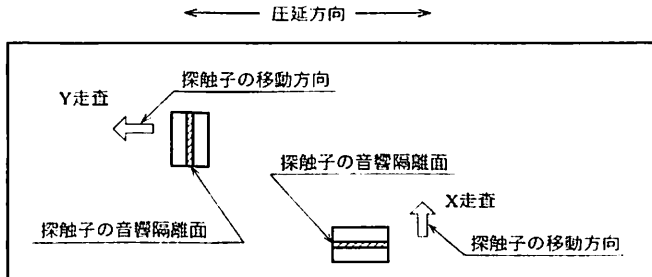 圧延方向
探触子の移動方向
Y走査
探触子の音響隔離面
X走査
探触子の音響隔離面
探触子の移動方向